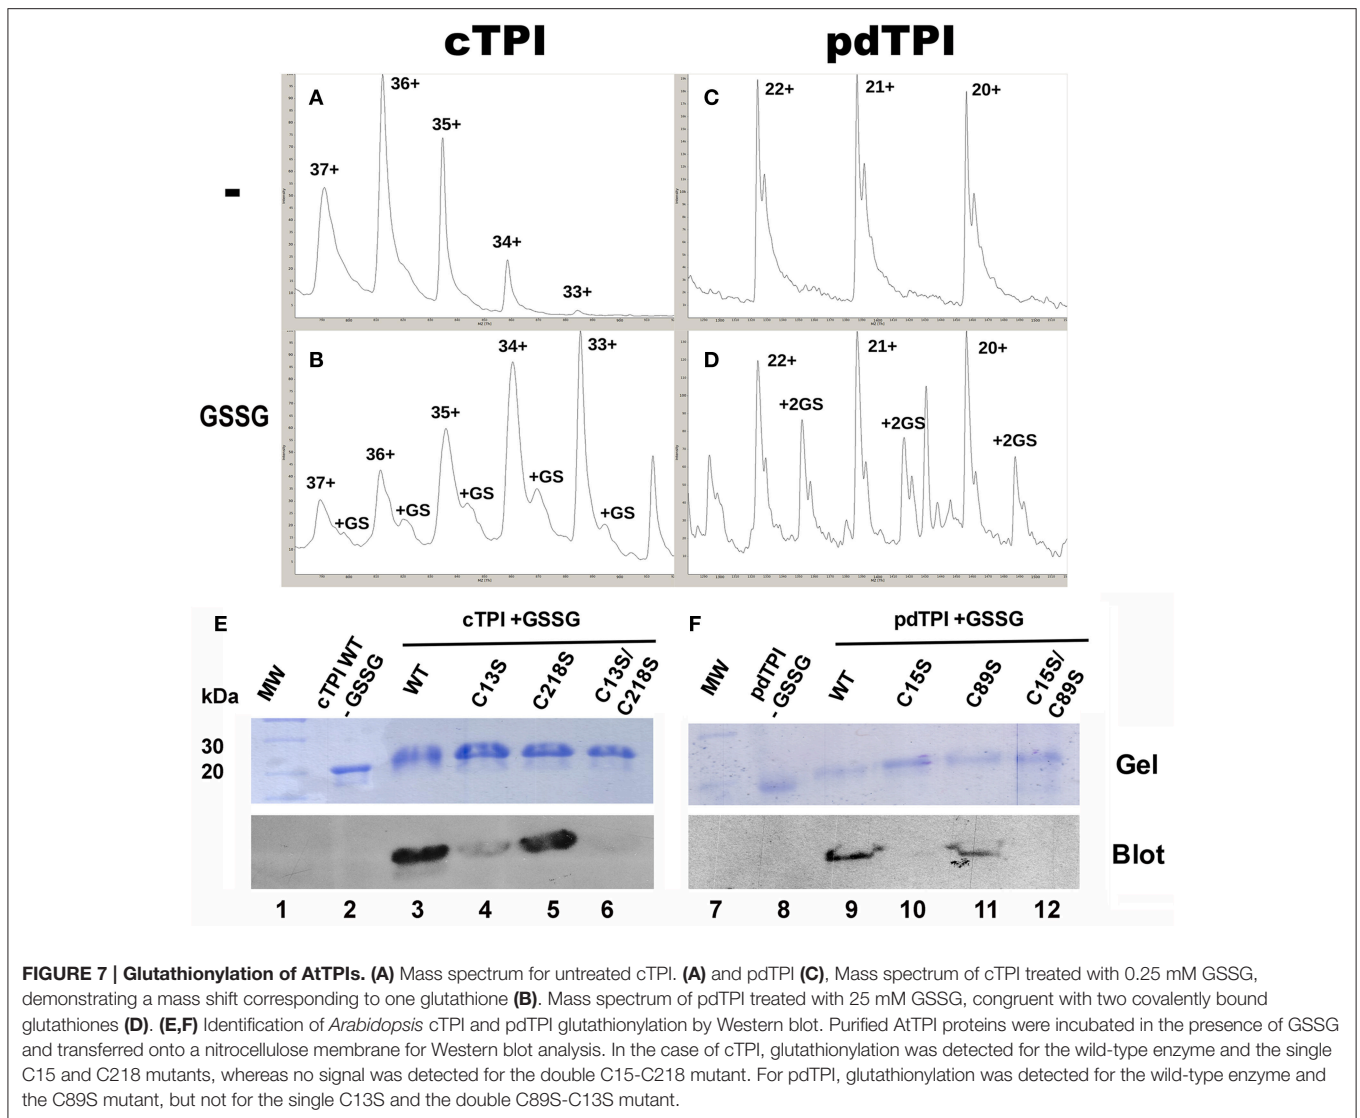 cTPI
pdTPI
-
A
37+
36+
35+
34+
33+
C
22+
21+
20+
GSSG
B
37+
+GS
36+
+GS
35+
+GS
34+
+GS
33+
+GS
D
22+
+2GS
21+
+2GS
20+
+2GS
E
cTPI +GSSG
kDa
MW
cTPI WT
- GSSG
WT
C13S
C218S
C13S/
C218S
30
20
1 2 3 4 5 6
F
pdTPI +GSSG
MW
pdTPI
- GSSG
WT
C15S
C89S
C15S/
C89S
Gel
Blot
7 8 9 10 11 12
FIGURE 7 | Glutathionylation of AtTPIs. (A) Mass spectrum for untreated cTPI. (A) and pdTPI (C), Mass spectrum of cTPI treated with 0.25 mM GSSG,
demonstrating a mass shift corresponding to one glutathione (B). Mass spectrum of pdTPI treated with 25 mM GSSG, congruent with two covalently bound
glutathiones (D). (E,F) Identification of Arabidopsis cTPI and pdTPI glutathionylation by Western blot. Purified AtTPI proteins were incubated in the presence of GSSG
and transferred onto a nitrocellulose membrane for Western blot analysis. In the case of cTPI, glutathionylation was detected for the wild-type enzyme and the single
C15 and C218 mutants, whereas no signal was detected for the double C15-C218 mutant. For pdTPI, glutathionylation was detected for the wild-type enzyme and
the C89S mutant, but not for the single C13S and the double C89S-C13S mutant.